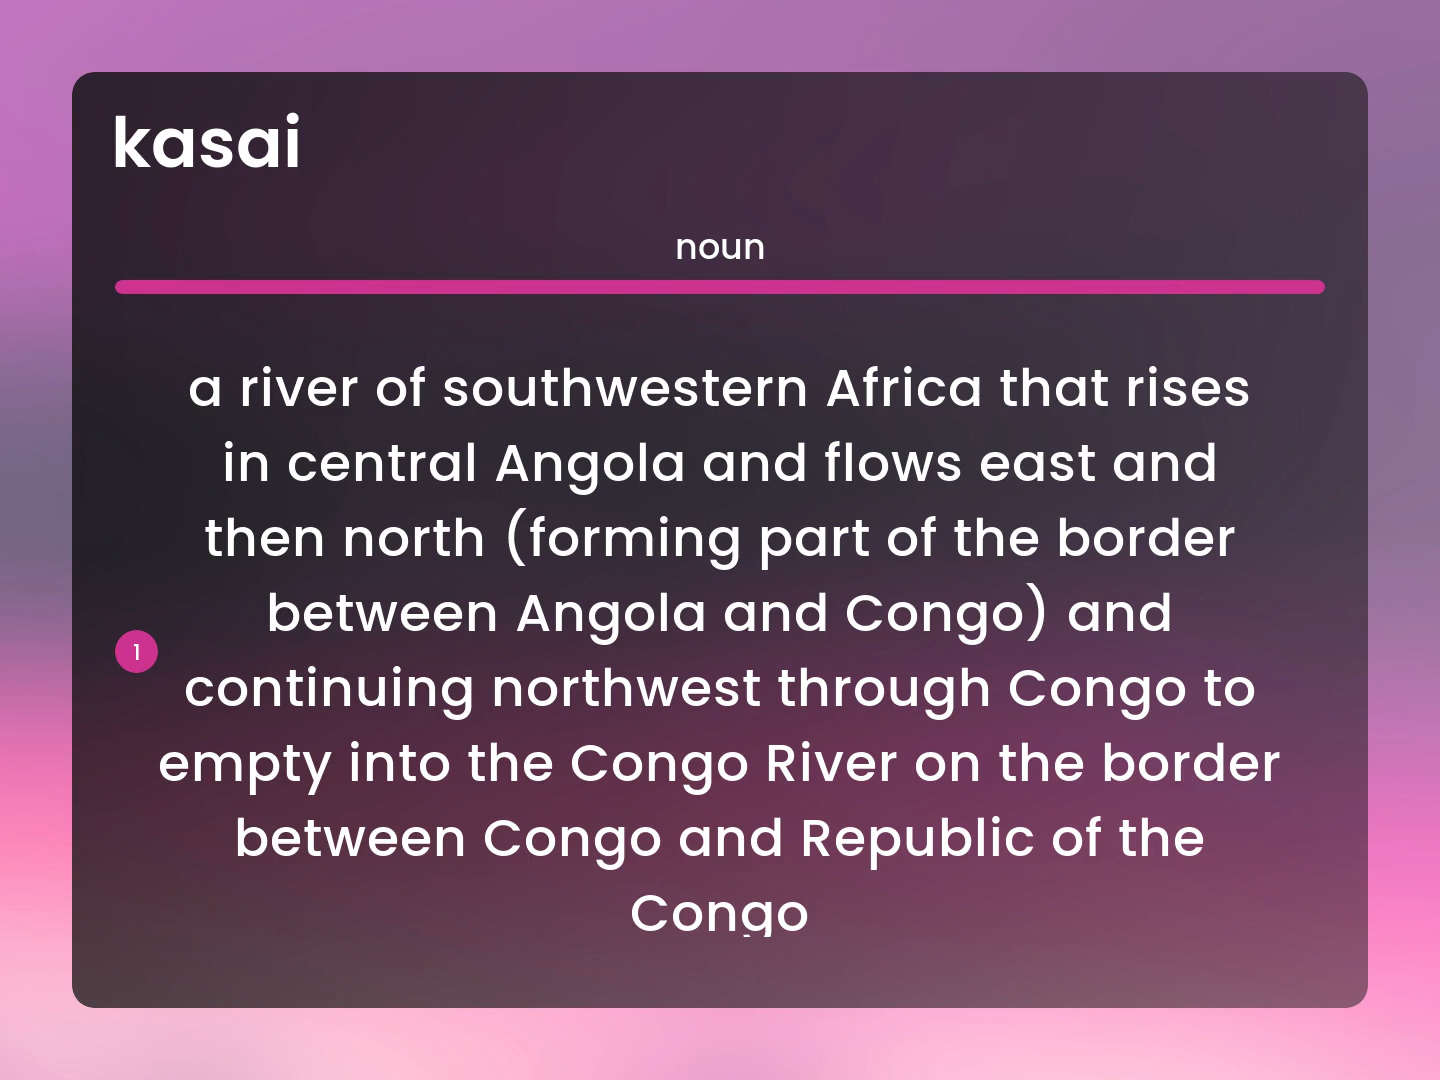 kasai
noun
a river of southwestern Africa that rises
in central Angola and flows east and
then north (forming part of the border
between Angola and Congo) and
1
continuing northwest through Congo to
empty into the Congo River on the border
between Congo and Republic of the
Congo